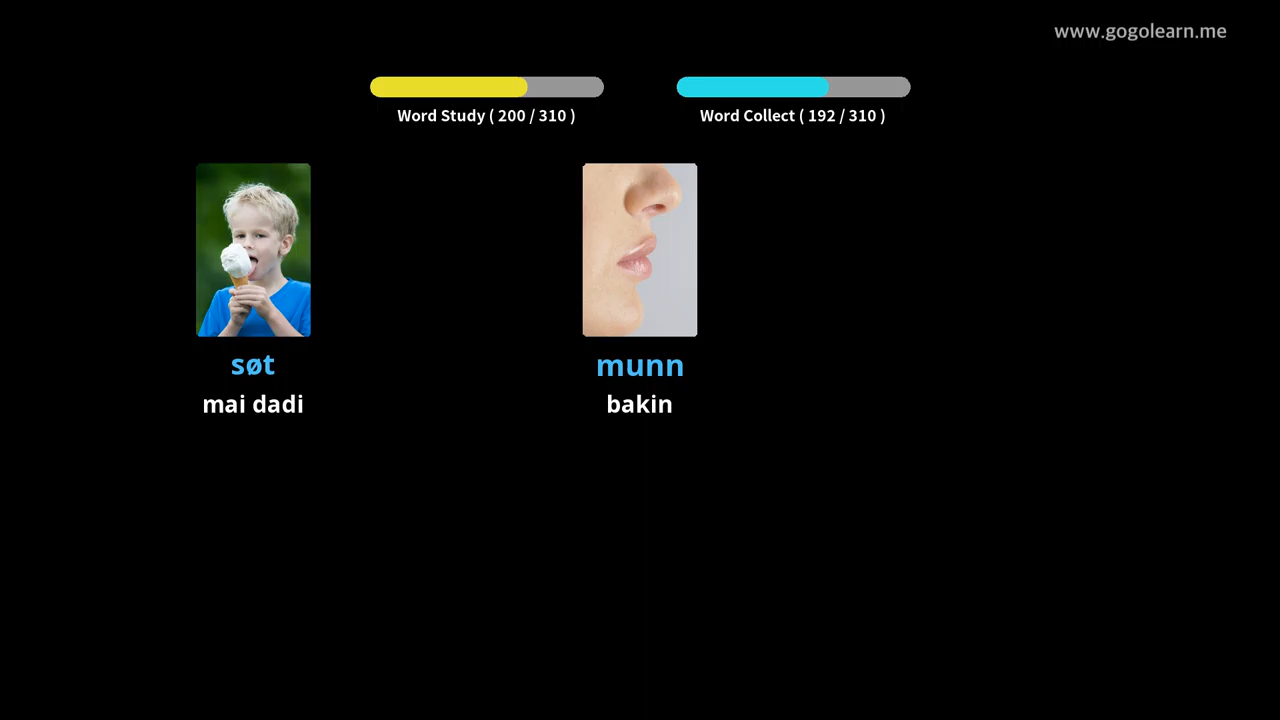 www.gogolearn.me
Word Study ( 200 / 310 )
Word Collect ( 192 / 310 )
søt
munn
mai dadi
bakin